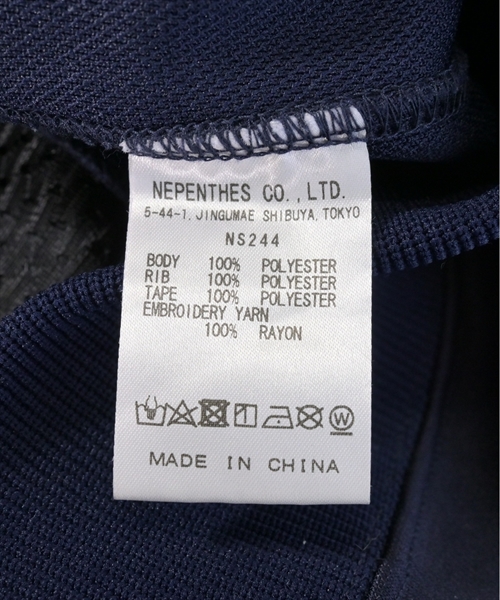 NEPENTHES CO.,LTD.
5-44-1, JINGUMAE SHIBUYA, TOKYO
NS244
BODY 100% POLYESTER
RIB 100% POLYESTER
TAPE 100% POLYESTER
EMBROIDERY YARN
100% RAYON
W
MADE IN CHINA